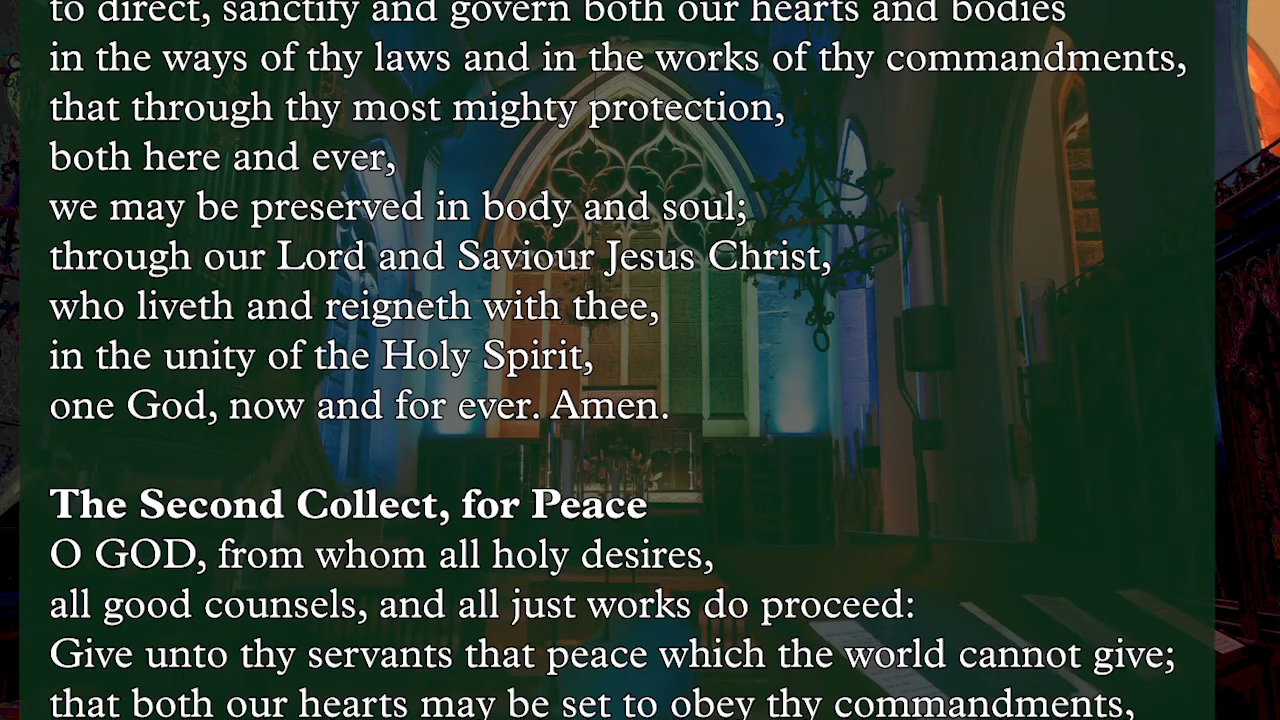 to direct, sanctify and govern both our hearts and bodies
in the ways of thy laws and in the works of thy commandments,
that through thy most mighty protection,
both here and ever,
we may be preserved in body and soul;
through our Lord and Saviour Jesus Christ,
who liveth and reigneth with thee,
in the unity of the Holy Spirit,
one God, now and for ever. Amen.
The Second Collect, for Peace
O GOD, from whom all holy desires,
all good counsels, and all just works do proceed:
Give unto thy servants that peace which the world cannot give;
that both our hearts may be set to obey thy commandments,